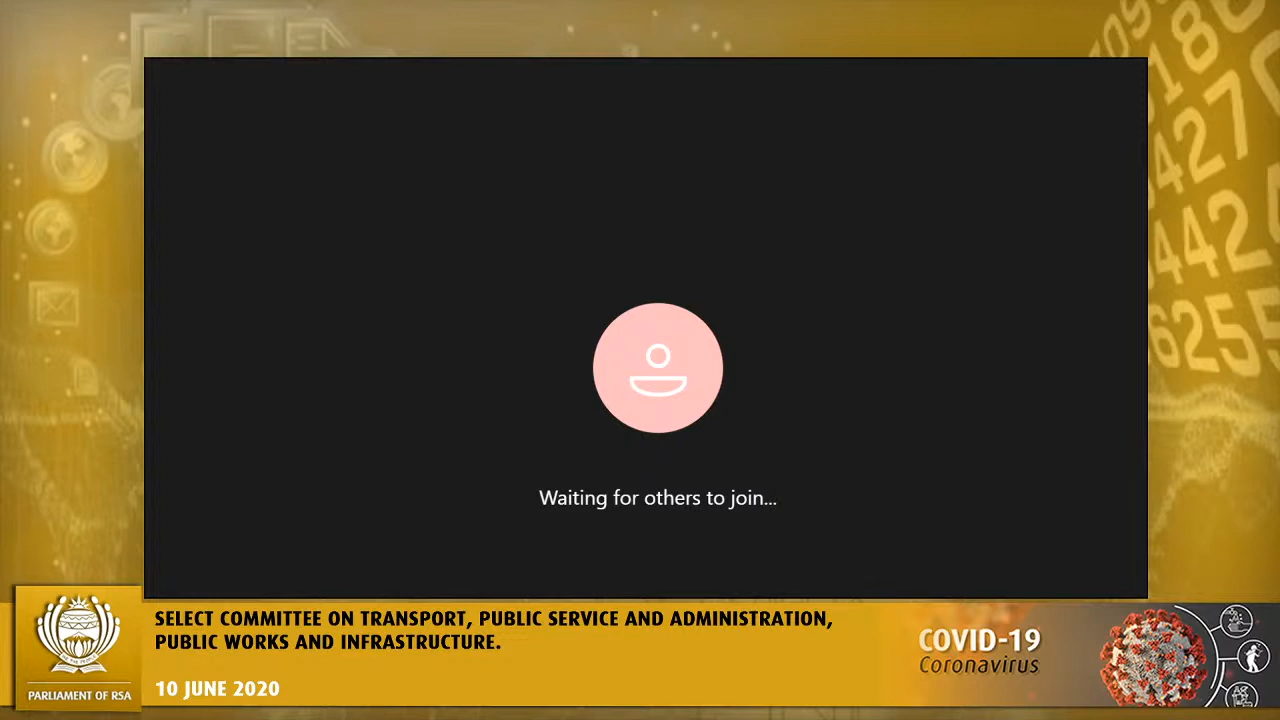 Waiting for others to join...
SELECT COMMITTEE ON TRANSPORT, PUBLIC SERVICE AND ADMINISTRATION,
PUBLIC WORKS AND INFRASTRUCTURE.
10 JUNE 2020
PARLIAMENT OF RSA
COVID-19
Coronavirus